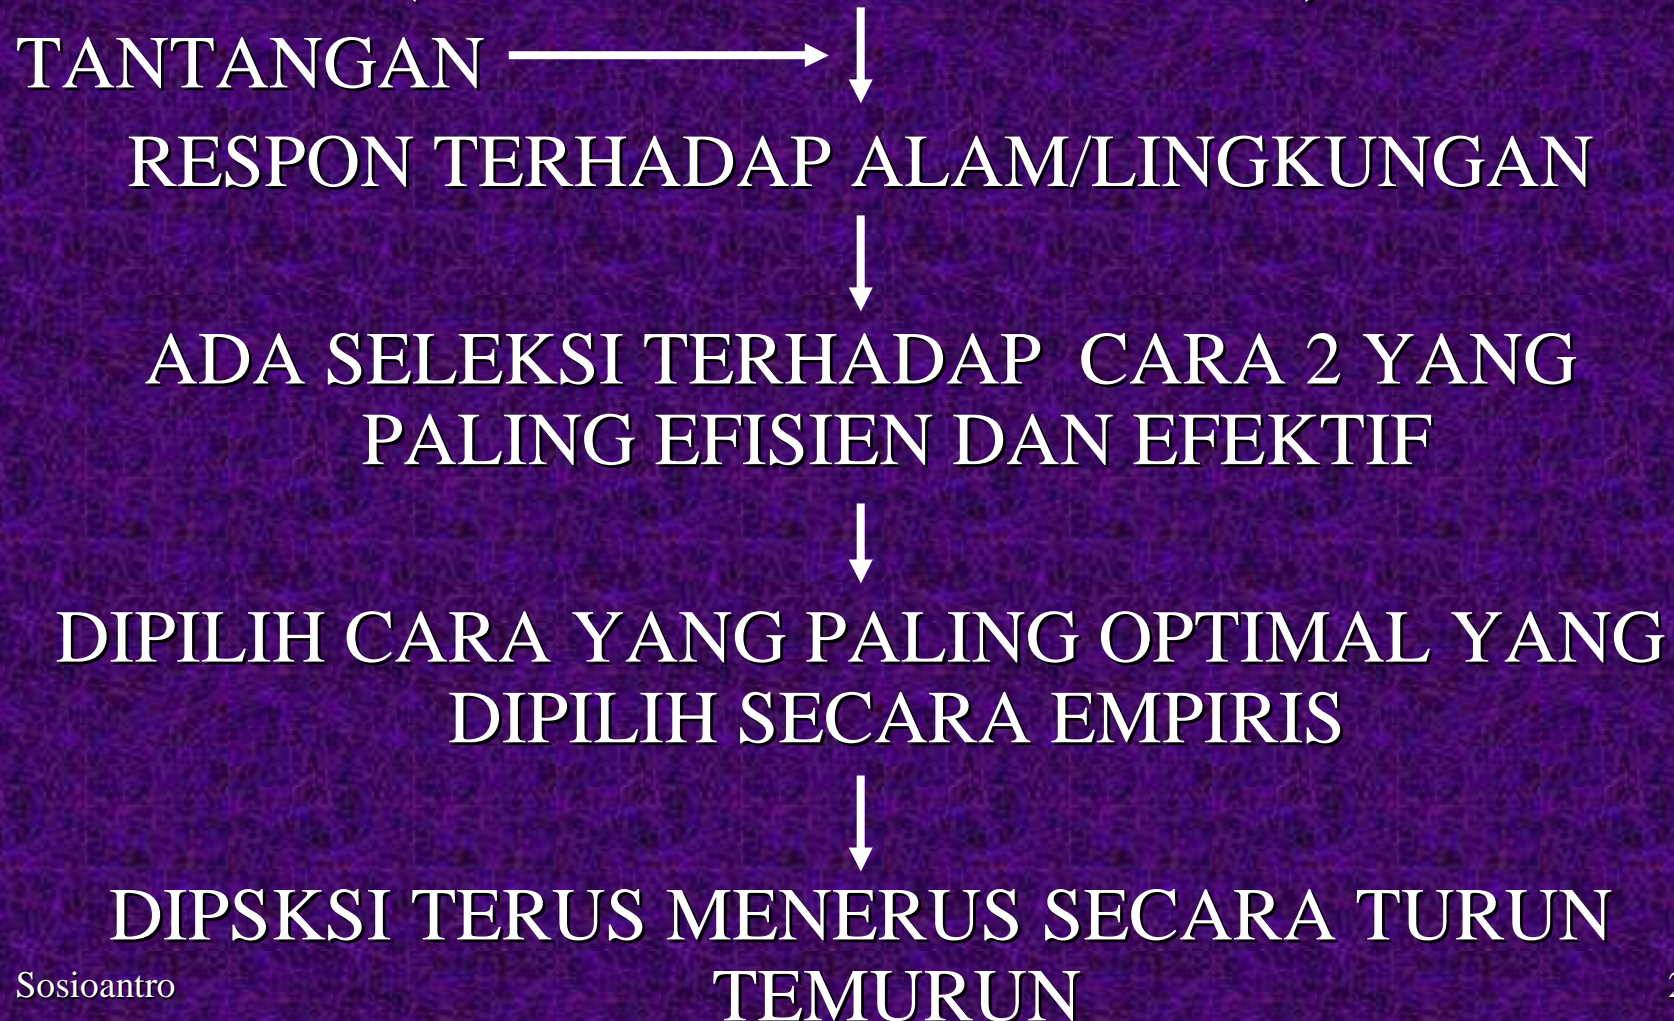 TANTANGAN
RESPON TERHADAP ALAM/LINGKUNGAN
ADA SELEKSI TERHADAP CARA 2 YANG
PALING EFISIEN DAN EFEKTIF
DIPILIH CARA YANG PALING OPTIMAL YANG
DIPILIH SECARA EMPIRIS
DIPSKSI TERUS MENERUS SECARA TURUN
TEMURUN
Sosioantro